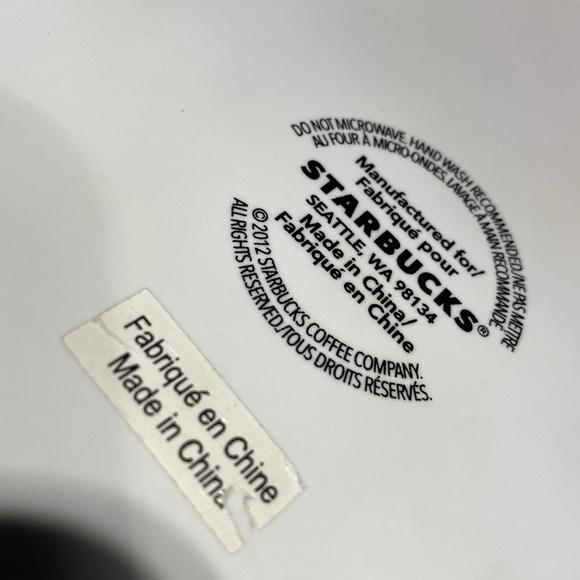 DO NOT MICROWAVE. HAND WASH RECOMMENDED./NE PAS METTRE
AU FOUR À MICRO-ONDES. LAVAGE À MAIN RECOMMANDÉ.
Manufactured for/
Fabriqué pour
STARBUCKS®
SEATTLE, WA 98134
Made in China/
Fabriqué en Chine
© 2012 STARBUCKS COFFEE COMPANY.
ALL RIGHTS RESERVED/TOUS DROITS RÉSERVÉS.
Fabriqué en Chine
Made in China